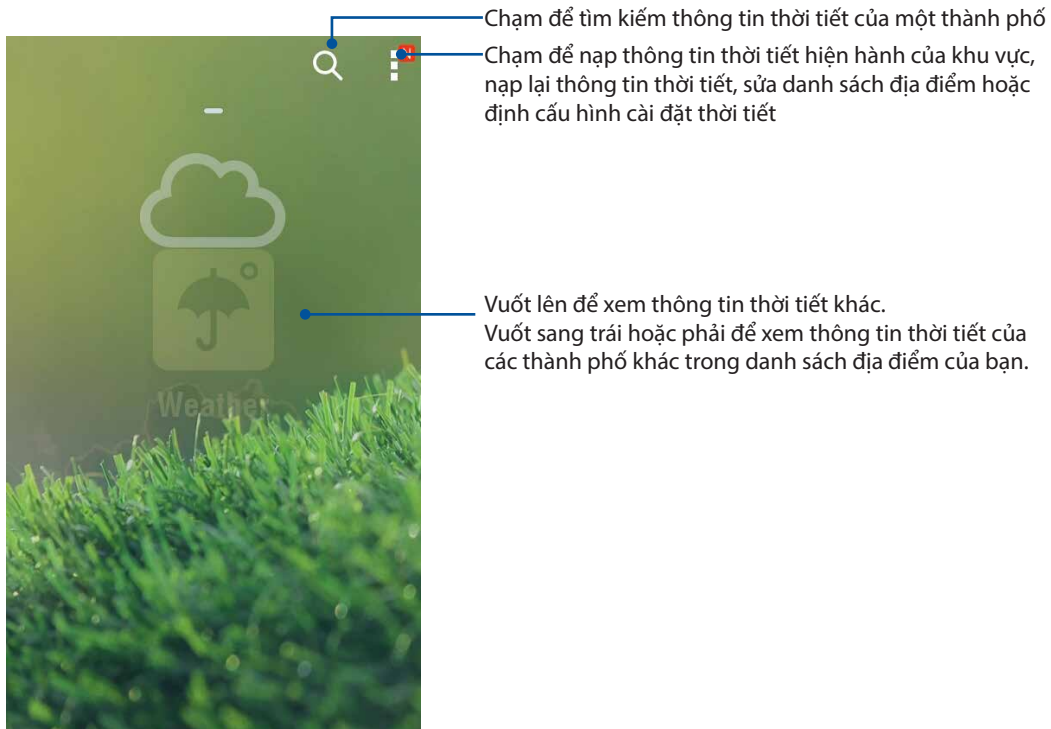 Chạm để tìm kiếm thông tin thời tiết của một thành phố
Chạm để nạp thông tin thời tiết hiện hành của khu vực,
nạp lại thông tin thời tiết, sửa danh sách địa điểm hoặc
định cấu hình cài đặt thời tiết
Vuốt lên để xem thông tin thời tiết khác.
Vuốt sang trái hoặc phải để xem thông tin thời tiết của
các thành phố khác trong danh sách địa điểm của bạn.
Weather